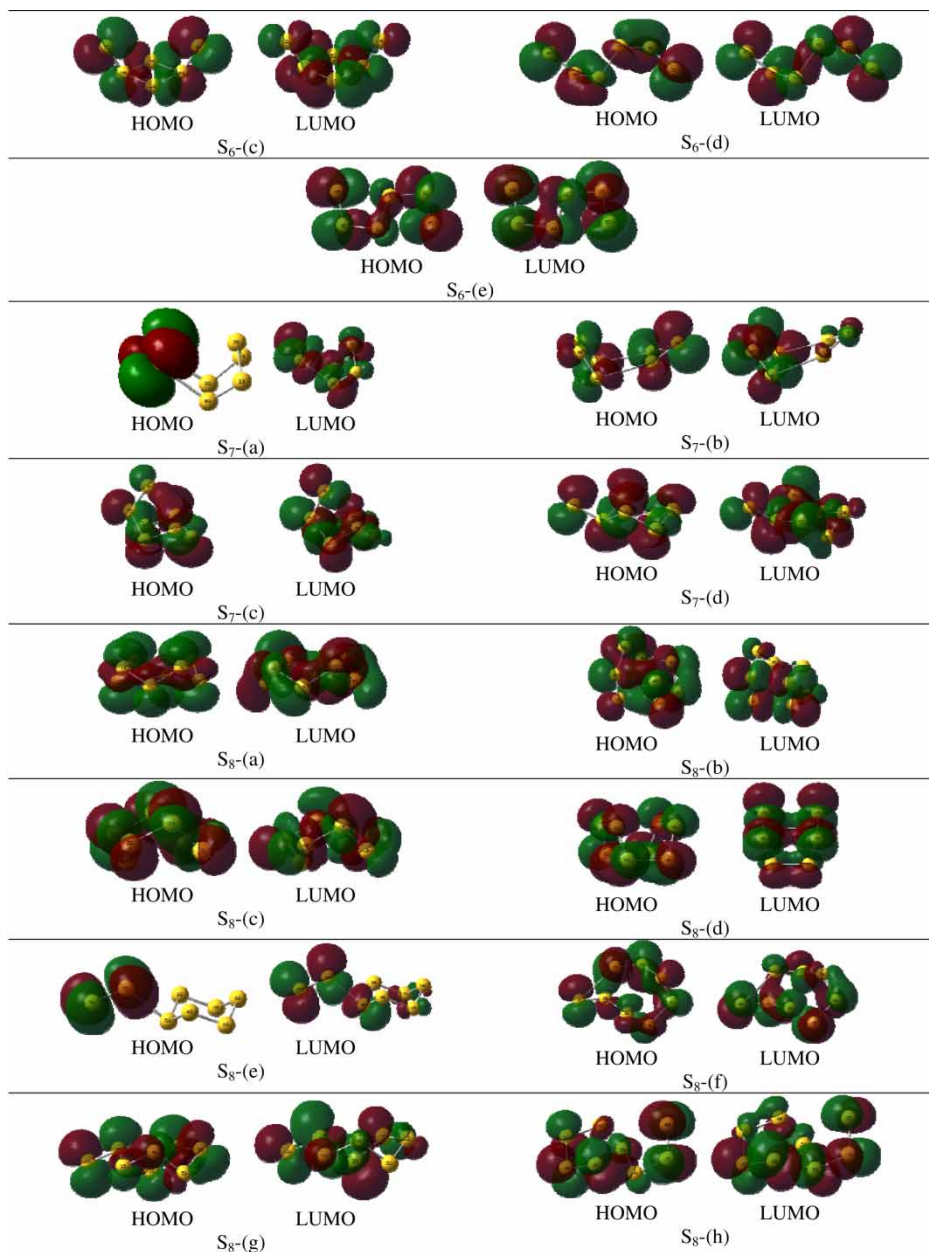 HOMO LUMO HOMO LUMO
S₆-(c) S₆-(d)
HOMO LUMO
S₆-(e)
HOMO LUMO HOMO LUMO
S₇-(a) S₇-(b)
HOMO LUMO HOMO LUMO
S₇-(c) S₇-(d)
HOMO LUMO HOMO LUMO
S₈-(a) S₈-(b)
HOMO LUMO HOMO LUMO
S₈-(c) S₈-(d)
HOMO LUMO HOMO LUMO
S₈-(e) S₈-(f)
HOMO LUMO HOMO LUMO
S₈-(g) S₈-(h)